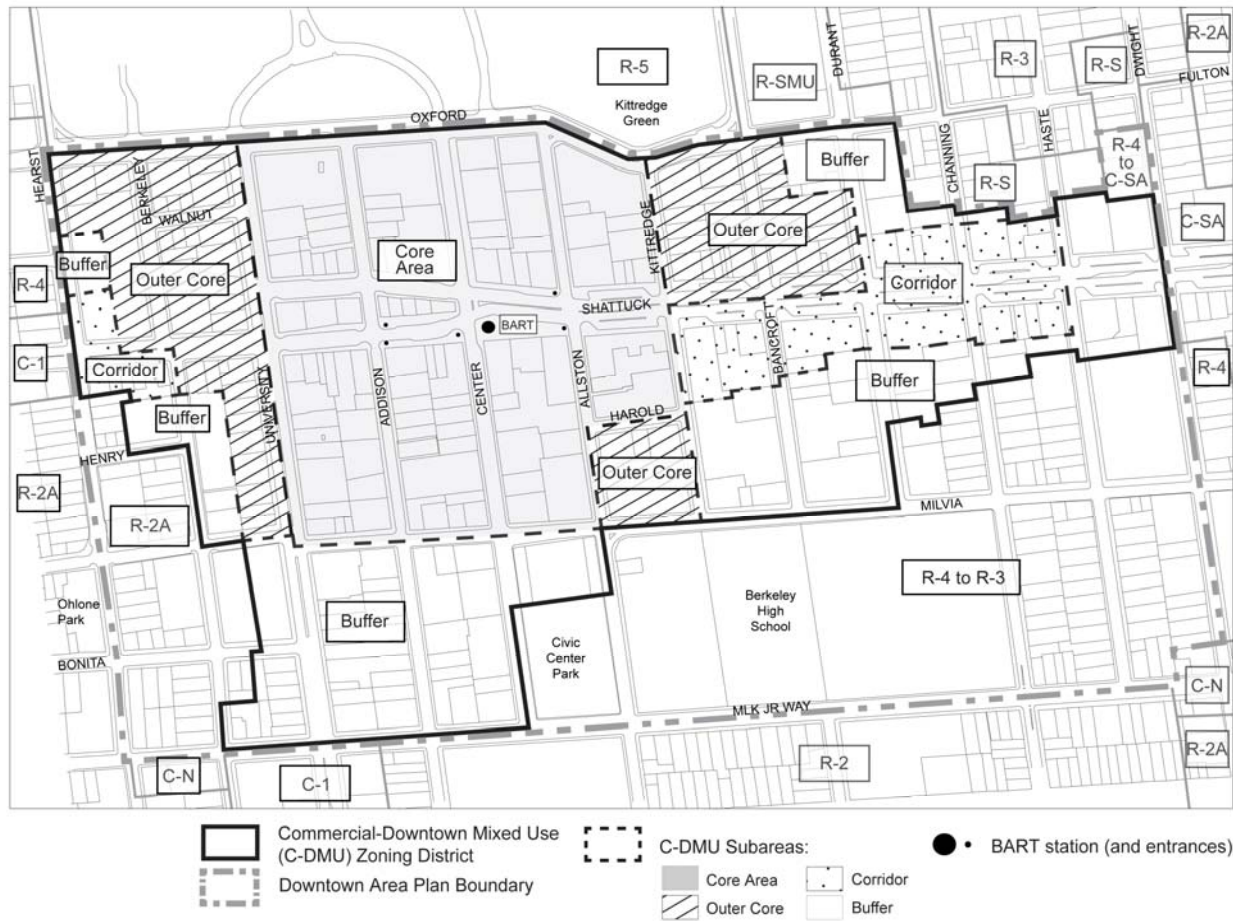 R-5
R-SMU
DURANT
R-3
R-S
DWIGHT
R-2A
FULTON
Kittredge
Green
OXFORD
HEARST
BERKELEY
WALNUT
Buffer
Outer Core
Core
Area
KITTREDGE
Outer Core
Buffer
CHANNING
R-S
HASTE
R-4
to
C-SA
C-SA
R-4
Corridor
SHATTUCK
BART
BANCROFT
Corridor
Buffer
C-1
Buffer
UNIVERSITY
ADDISON
CENTER
ALLSTON
HAROLD
Outer Core
R-4
HENRY
R-2A
R-2A
MILVIA
R-4 to R-3
Ohlone
Park
Buffer
Berkeley
High
School
Civic
Center
Park
BONITA
MLK JR WAY
C-N
C-N
C-1
R-2
R-2A
Commercial-Downtown Mixed Use
(C-DMU) Zoning District
Downtown Area Plan Boundary
C-DMU Subareas:
Core Area
Outer Core
Corridor
Buffer
BART station (and entrances)